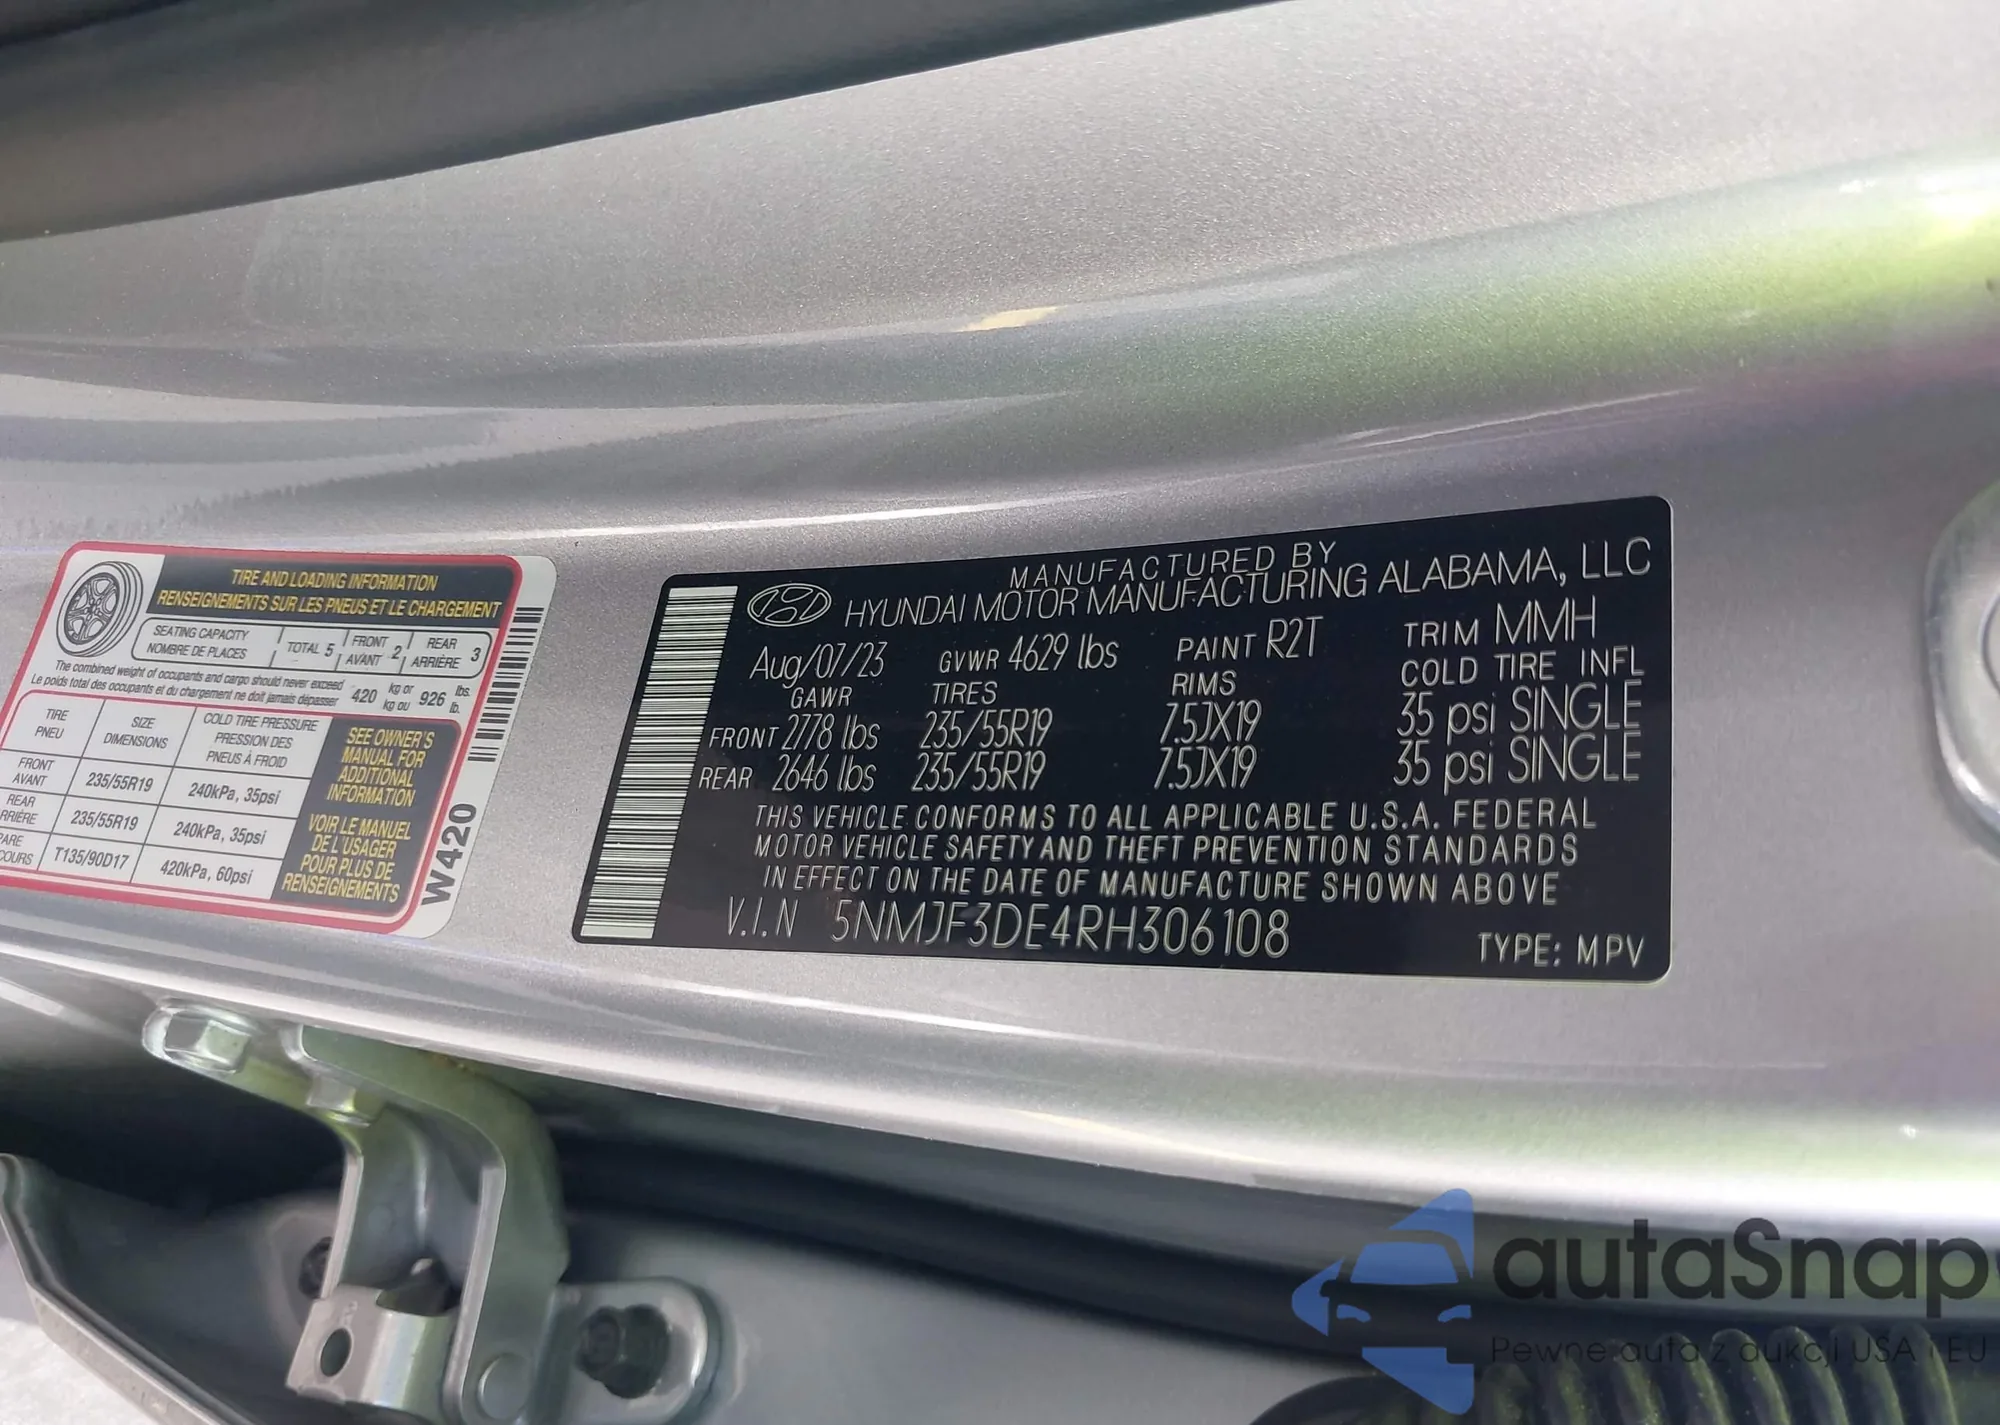 TIRE AND LOADING INFORMATION
RENSEIGNEMENTS SUR LES PNEUS ET LE CHARGEMENT
SEATING CAPACITY
NOMBRE DE PLACES
TOTAL 5
FRONT
AVANT 2
REAR
ARRIÈRE 3
The combined weight of occupants and cargo should never exceed
Le poids total des occupants et du chargement ne doit jamais dépasser
420 kg or
kg ou
926 lbs.
lb.
TIRE
PNEU
SIZE
DIMENSIONS
COLD TIRE PRESSURE
PRESSION DES
PNEUS À FROID
FRONT
AVANT
235/55R19
240kPa, 35psi
REAR
235/55R19
240kPa, 35psi
T135/90D17
420kPa, 60psi
SEE OWNER'S
MANUAL FOR
ADDITIONAL
INFORMATION
VOIR LE MANUEL
DE L'USAGER
POUR PLUS DE
RENSEIGNEMENTS
W420
MANUFACTURED BY
HYUNDAI MOTOR MANUFACTURING ALABAMA, LLC
Aug/07/23 GVWR 4629 lbs PAINT R2T TRIM MMH
GAWR TIRES RIMS COLD TIRE INFL
FRONT 2778 lbs 235/55R19 7.5JX19 35 psi SINGLE
REAR 2646 lbs 235/55R19 7.5JX19 35 psi SINGLE
THIS VEHICLE CONFORMS TO ALL APPLICABLE U.S.A. FEDERAL
MOTOR VEHICLE SAFETY AND THEFT PREVENTION STANDARDS
IN EFFECT ON THE DATE OF MANUFACTURE SHOWN ABOVE
V.I.N 5NMJF3DE4RH306108 TYPE: MPV
autaSnap
Pewne auta z aukcji USA i EU